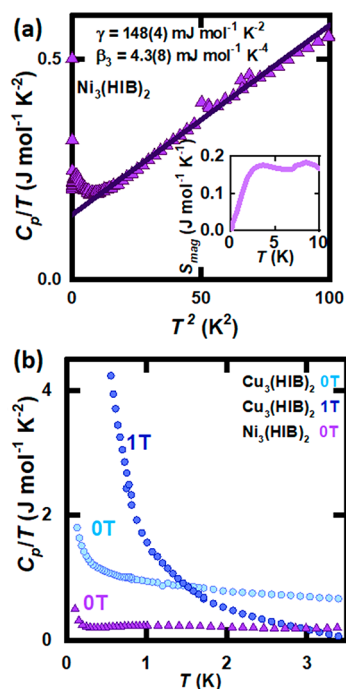 (a)
γ = 148(4) mJ mol⁻¹ K⁻²
β₃ = 4.3(8) mJ mol⁻¹ K⁻⁴
0.5
Ni₃(HIB)₂
Cₚ/T (J mol⁻¹ K⁻²)
S_mag (J mol⁻¹ K⁻¹)
0.2
0.1
0.0
0 5 10
T (K)
0.0
0 50 100
T² (K²)
(b)
4
Cu₃(HIB)₂ 0T
Cu₃(HIB)₂ 1T
Ni₃(HIB)₂ 0T
1T
Cₚ/T (J mol⁻¹ K⁻²)
2
0T
0T
0
0 1 2 3
T (K)